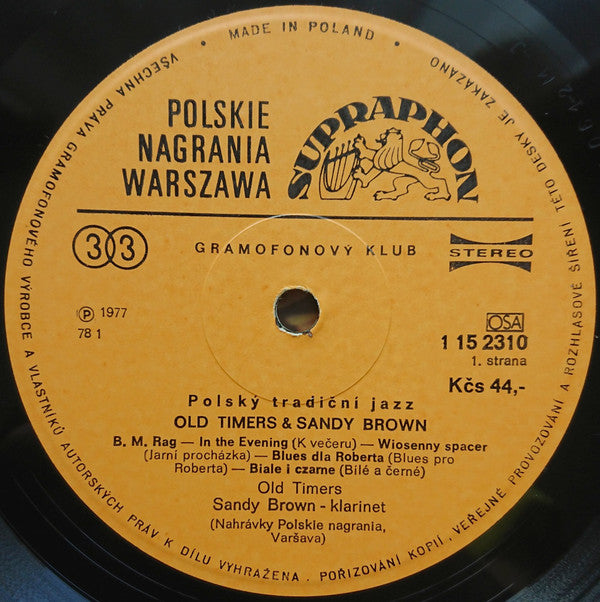 • MADE IN POLAND •
VŠECHNA PRÁVA GRAMOFONOVÉHO VÝROBCE A VLASTNÍKŮ AUTORSKÝCH PRÁV K DÍLU VYHRAŽENA. POŘIZOVÁNÍ KOPIÍ, VEŘEJNÉ PROVOZOVÁNÍ A ROZHLASOVÉ ŠÍŘENÍ TÉTO DESKY JE ZAKÁZÁNO
POLSKIE
NAGRANIA
WARSZAWA
SUPRAPHON
33
GRAMOFONOVÝ KLUB
STEREO
Ⓟ 1977
78 1
OSA
1 15 2310
1. strana
Kčs 44,-
Polský tradiční jazz
OLD TIMERS & SANDY BROWN
B. M. Rag — In the Evening (K večeru) — Wiosenny spacer
(Jarní procházka) — Blues dla Roberta (Blues pro
Roberta) — Biale i czarne (Bílé a černé)
Old Timers
Sandy Brown - klarinet
(Nahrávky Polskie nagrania,
Varšava)